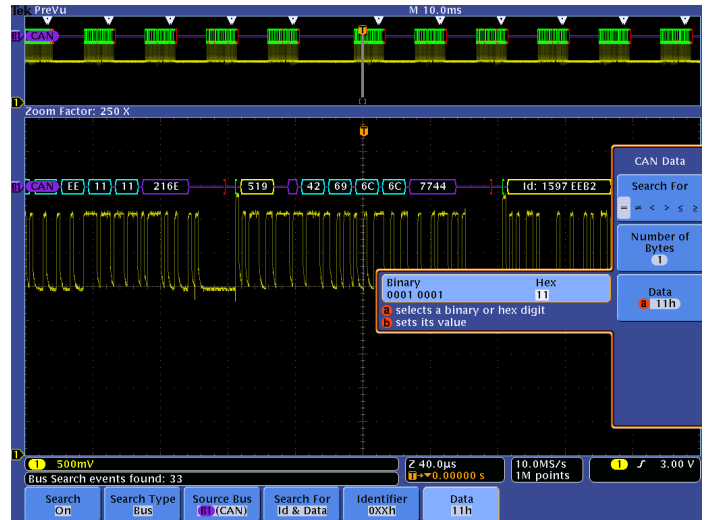 Tek PreVu M 10.0ms
B1 CAN
1
Zoom Factor: 250 X
T
B1 CAN EE 11 11 216E 519 42 69 6C 6C 7744 Id: 1597 EEB2
CAN Data
Search For
= ≠ < > ≤ ≥
Number of
Bytes
1
Binary Hex
0001 0001 11
a selects a binary or hex digit
b sets its value
Data
a 11h
1
1 500mV
Z 40.0µs
T→▼0.00000 s
10.0MS/s
1M points
1 ʃ 3.00 V
Bus Search events found: 33
Search
On
Search Type
Bus
Source Bus
B1 (CAN)
Search For
Id & Data
Identifier
0XXh
Data
11h